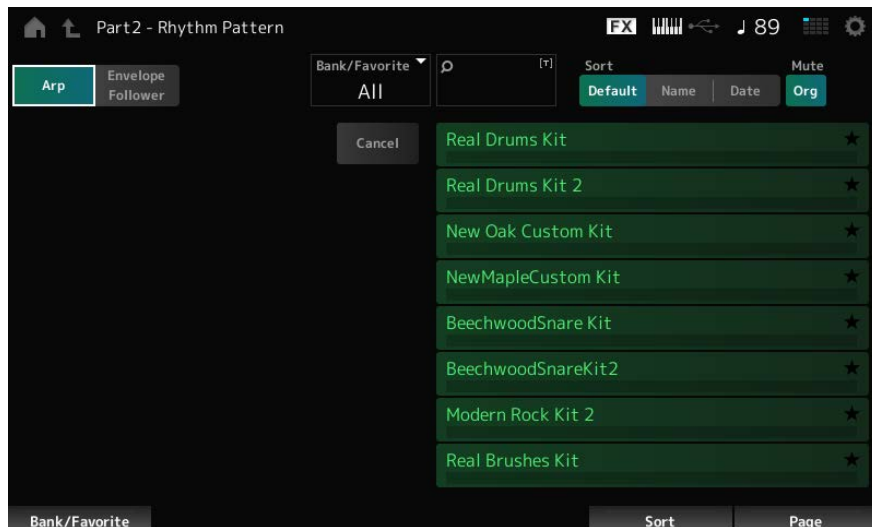 Part2 - Rhythm Pattern
FX
♩ 89
Arp
Envelope
Follower
Bank/Favorite
All
[T]
Sort
Default
Name
Date
Mute
Org
Cancel
Real Drums Kit
Real Drums Kit 2
New Oak Custom Kit
NewMapleCustom Kit
BeechwoodSnare Kit
BeechwoodSnareKit2
Modern Rock Kit 2
Real Brushes Kit
Bank/Favorite
Sort
Page